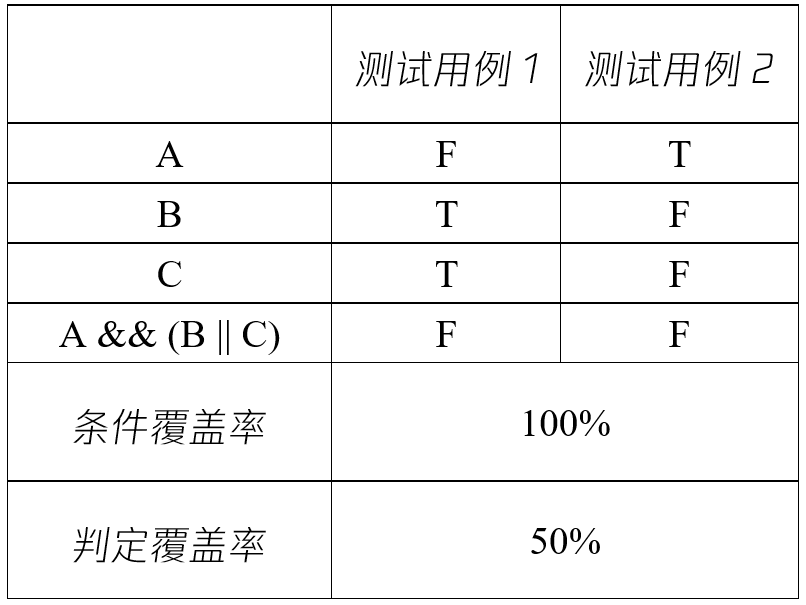 测试用例 1 测试用例 2
A F T
B T F
C T F
A && (B || C) F F
条件覆盖率 100%
判定覆盖率 50%